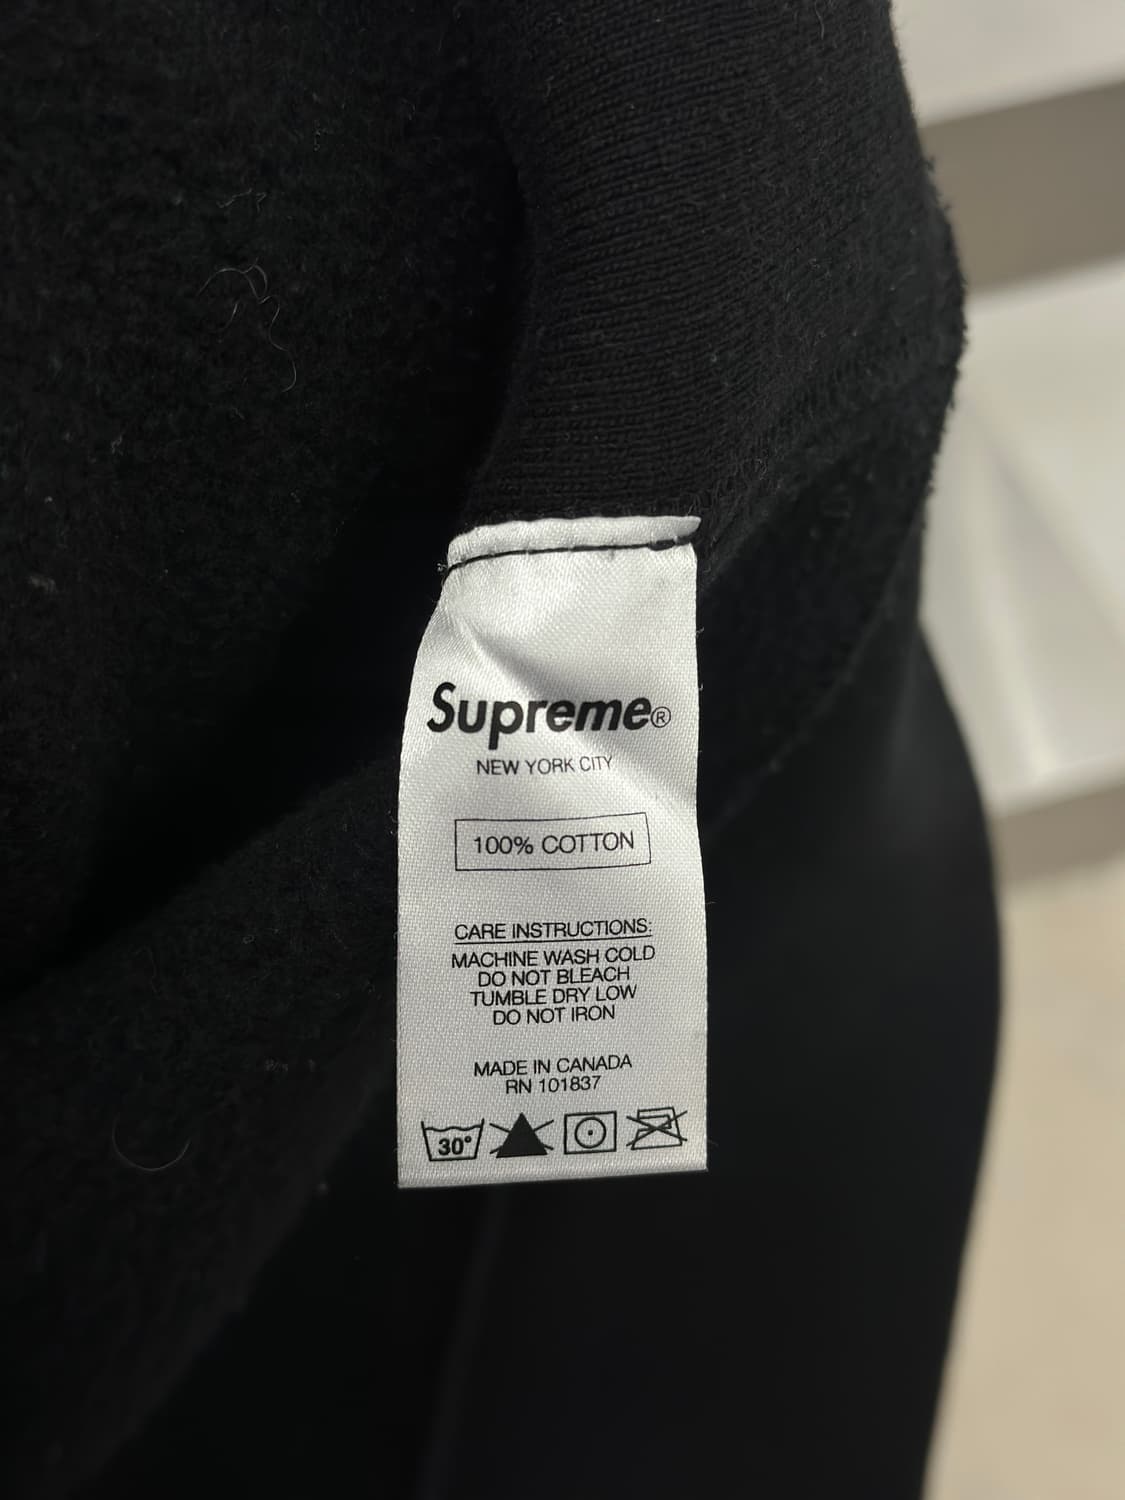 Supreme®
NEW YORK CITY
100% COTTON
CARE INSTRUCTIONS:
MACHINE WASH COLD
DO NOT BLEACH
TUMBLE DRY LOW
DO NOT IRON
MADE IN CANADA
RN 101837
30°